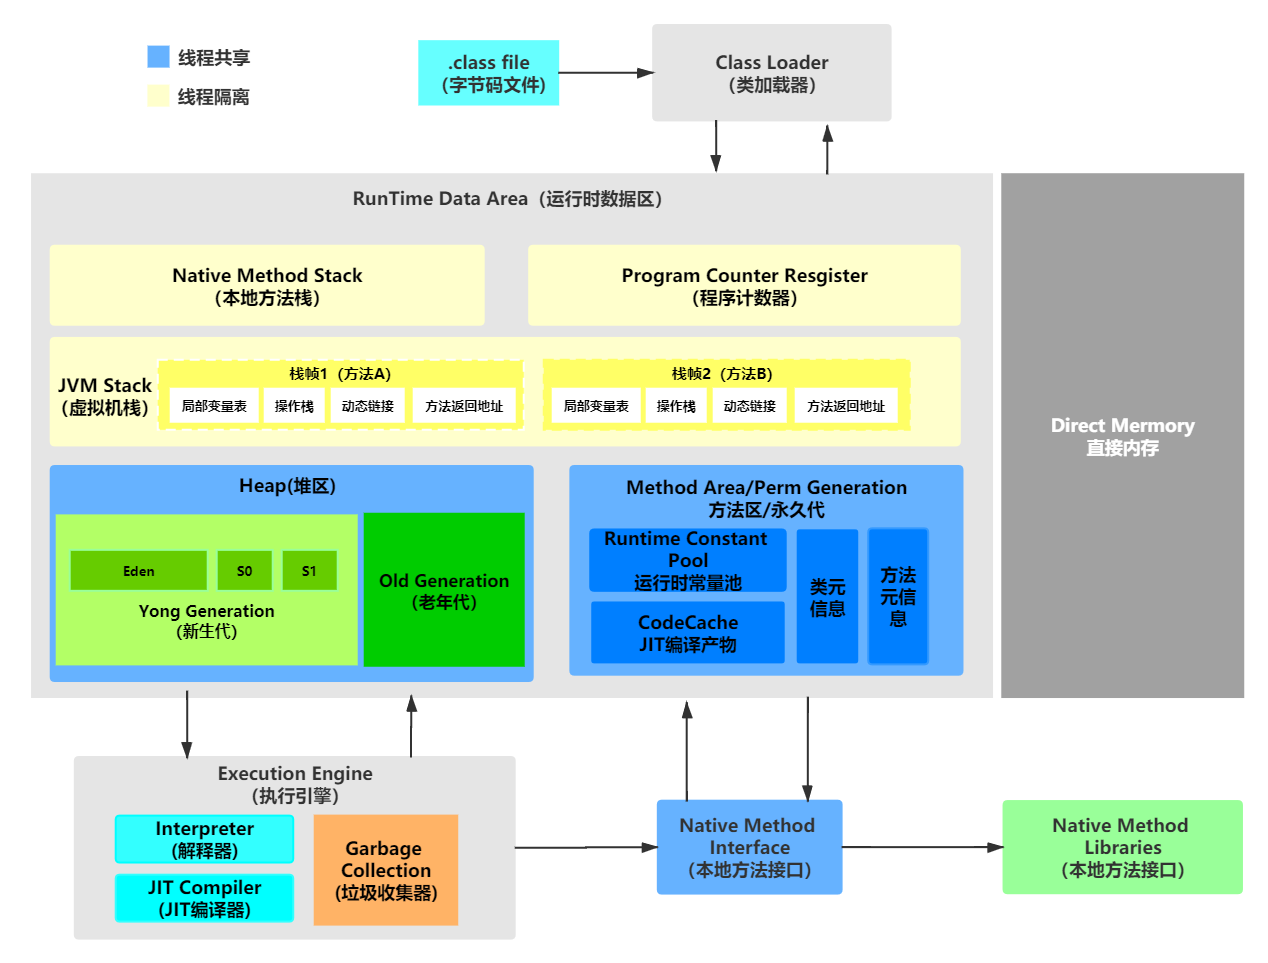 线程共享
线程隔离
.class file
（字节码文件）
Class Loader
（类加载器）
RunTime Data Area（运行时数据区）
Native Method Stack
（本地方法栈）
Program Counter Resgister
（程序计数器）
JVM Stack
（虚拟机栈）
栈帧1（方法A）
局部变量表
操作栈
动态链接
方法返回地址
栈帧2（方法B）
局部变量表
操作栈
动态链接
方法返回地址
Direct Mermory
直接内存
Heap(堆区)
Eden
S0
S1
Yong Generation
（新生代）
Old Generation
（老年代）
Method Area/Perm Generation
方法区/永久代
Runtime Constant
Pool
运行时常量池
CodeCache
JIT编译产物
类元
信息
方法
元信
息
Execution Engine
（执行引擎）
Interpreter
（解释器）
JIT Compiler
(JIT编译器）
Garbage
Collection
（垃圾收集器）
Native Method
Interface
（本地方法接口）
Native Method
Libraries
（本地方法接口）